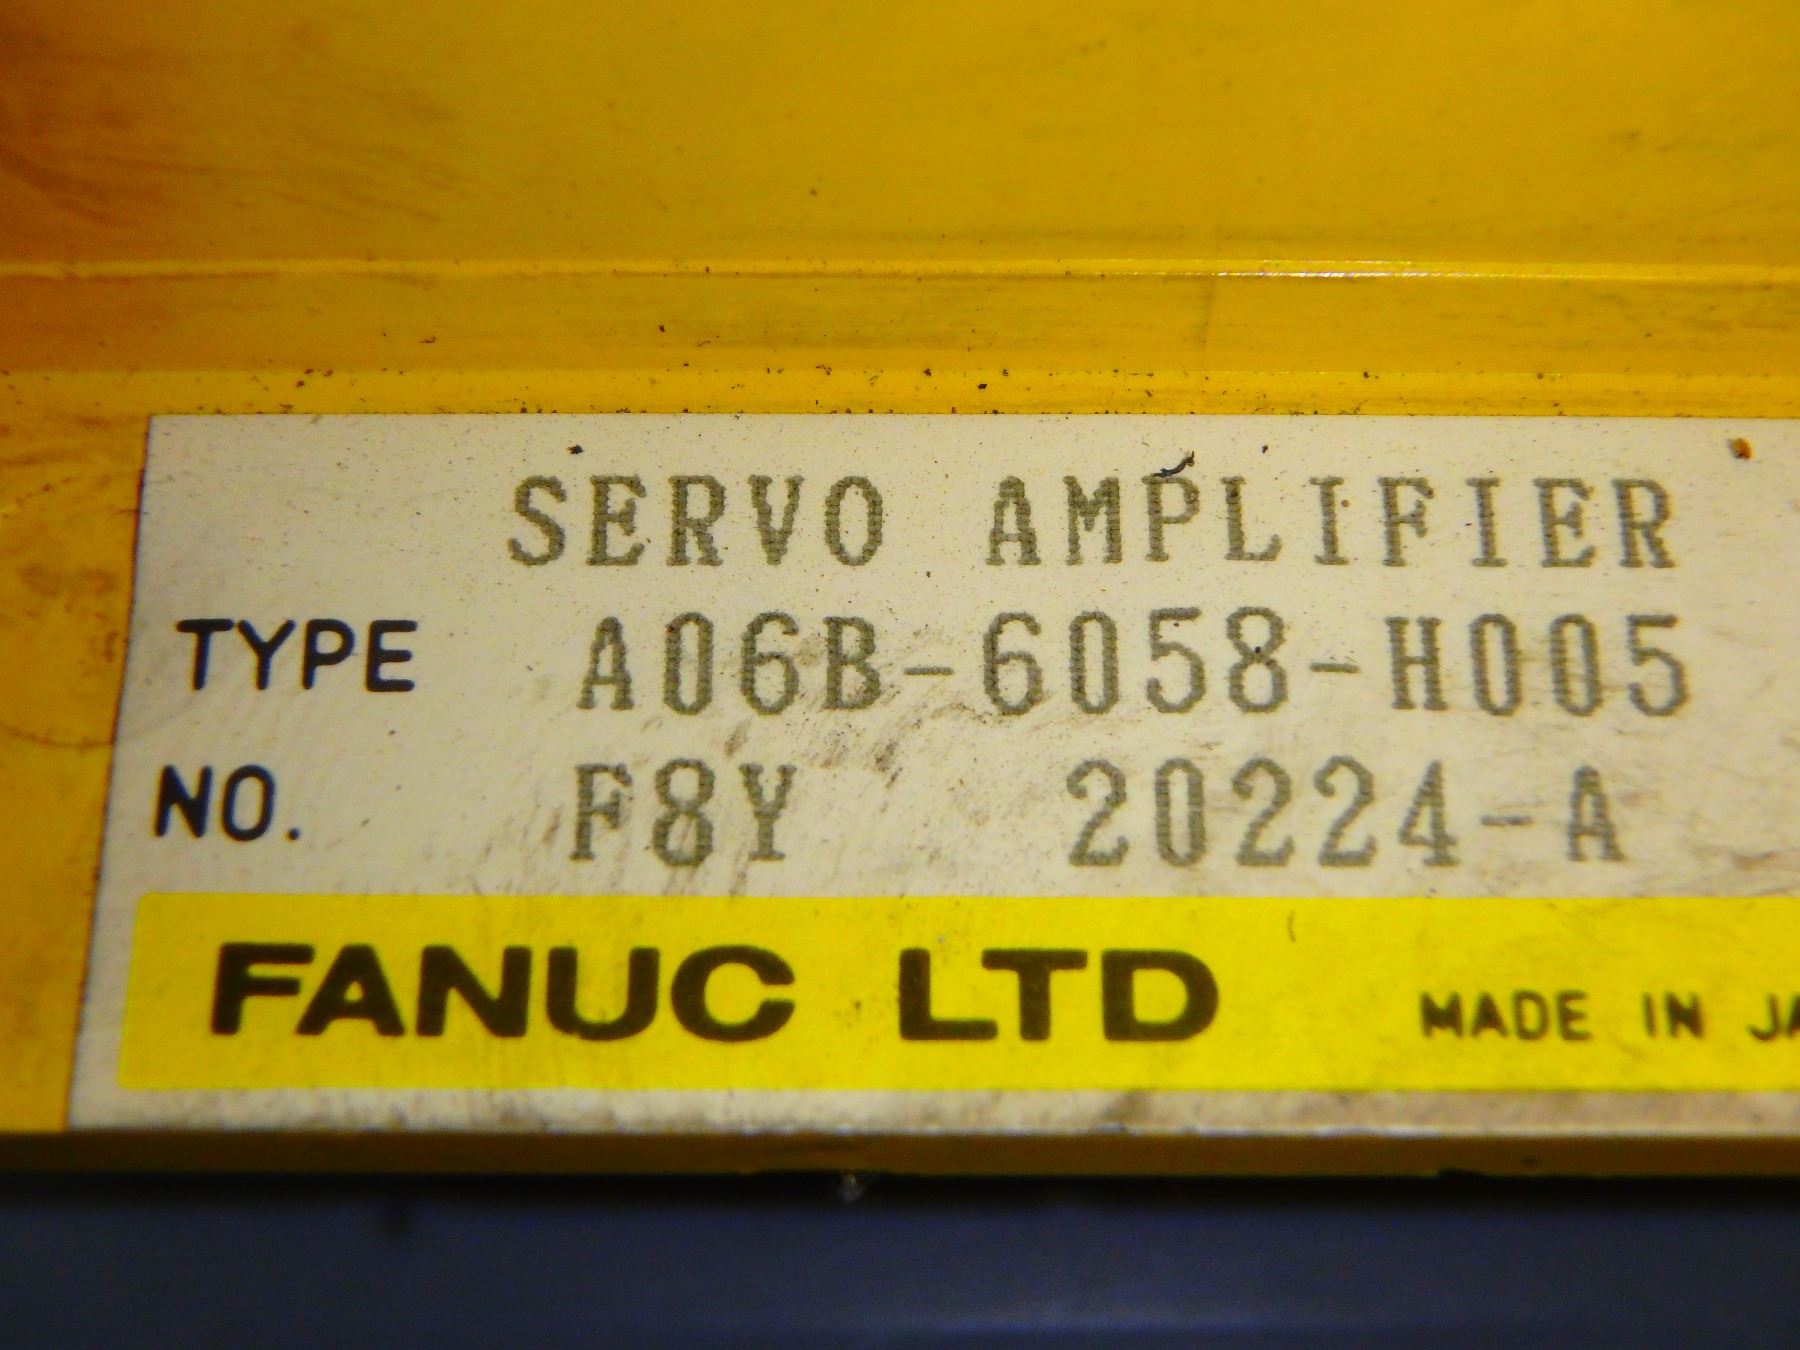 SERVO AMPLIFIER
TYPE A06B-6058-H005
NO. F8Y 20224-A
FANUC LTD MADE IN JA